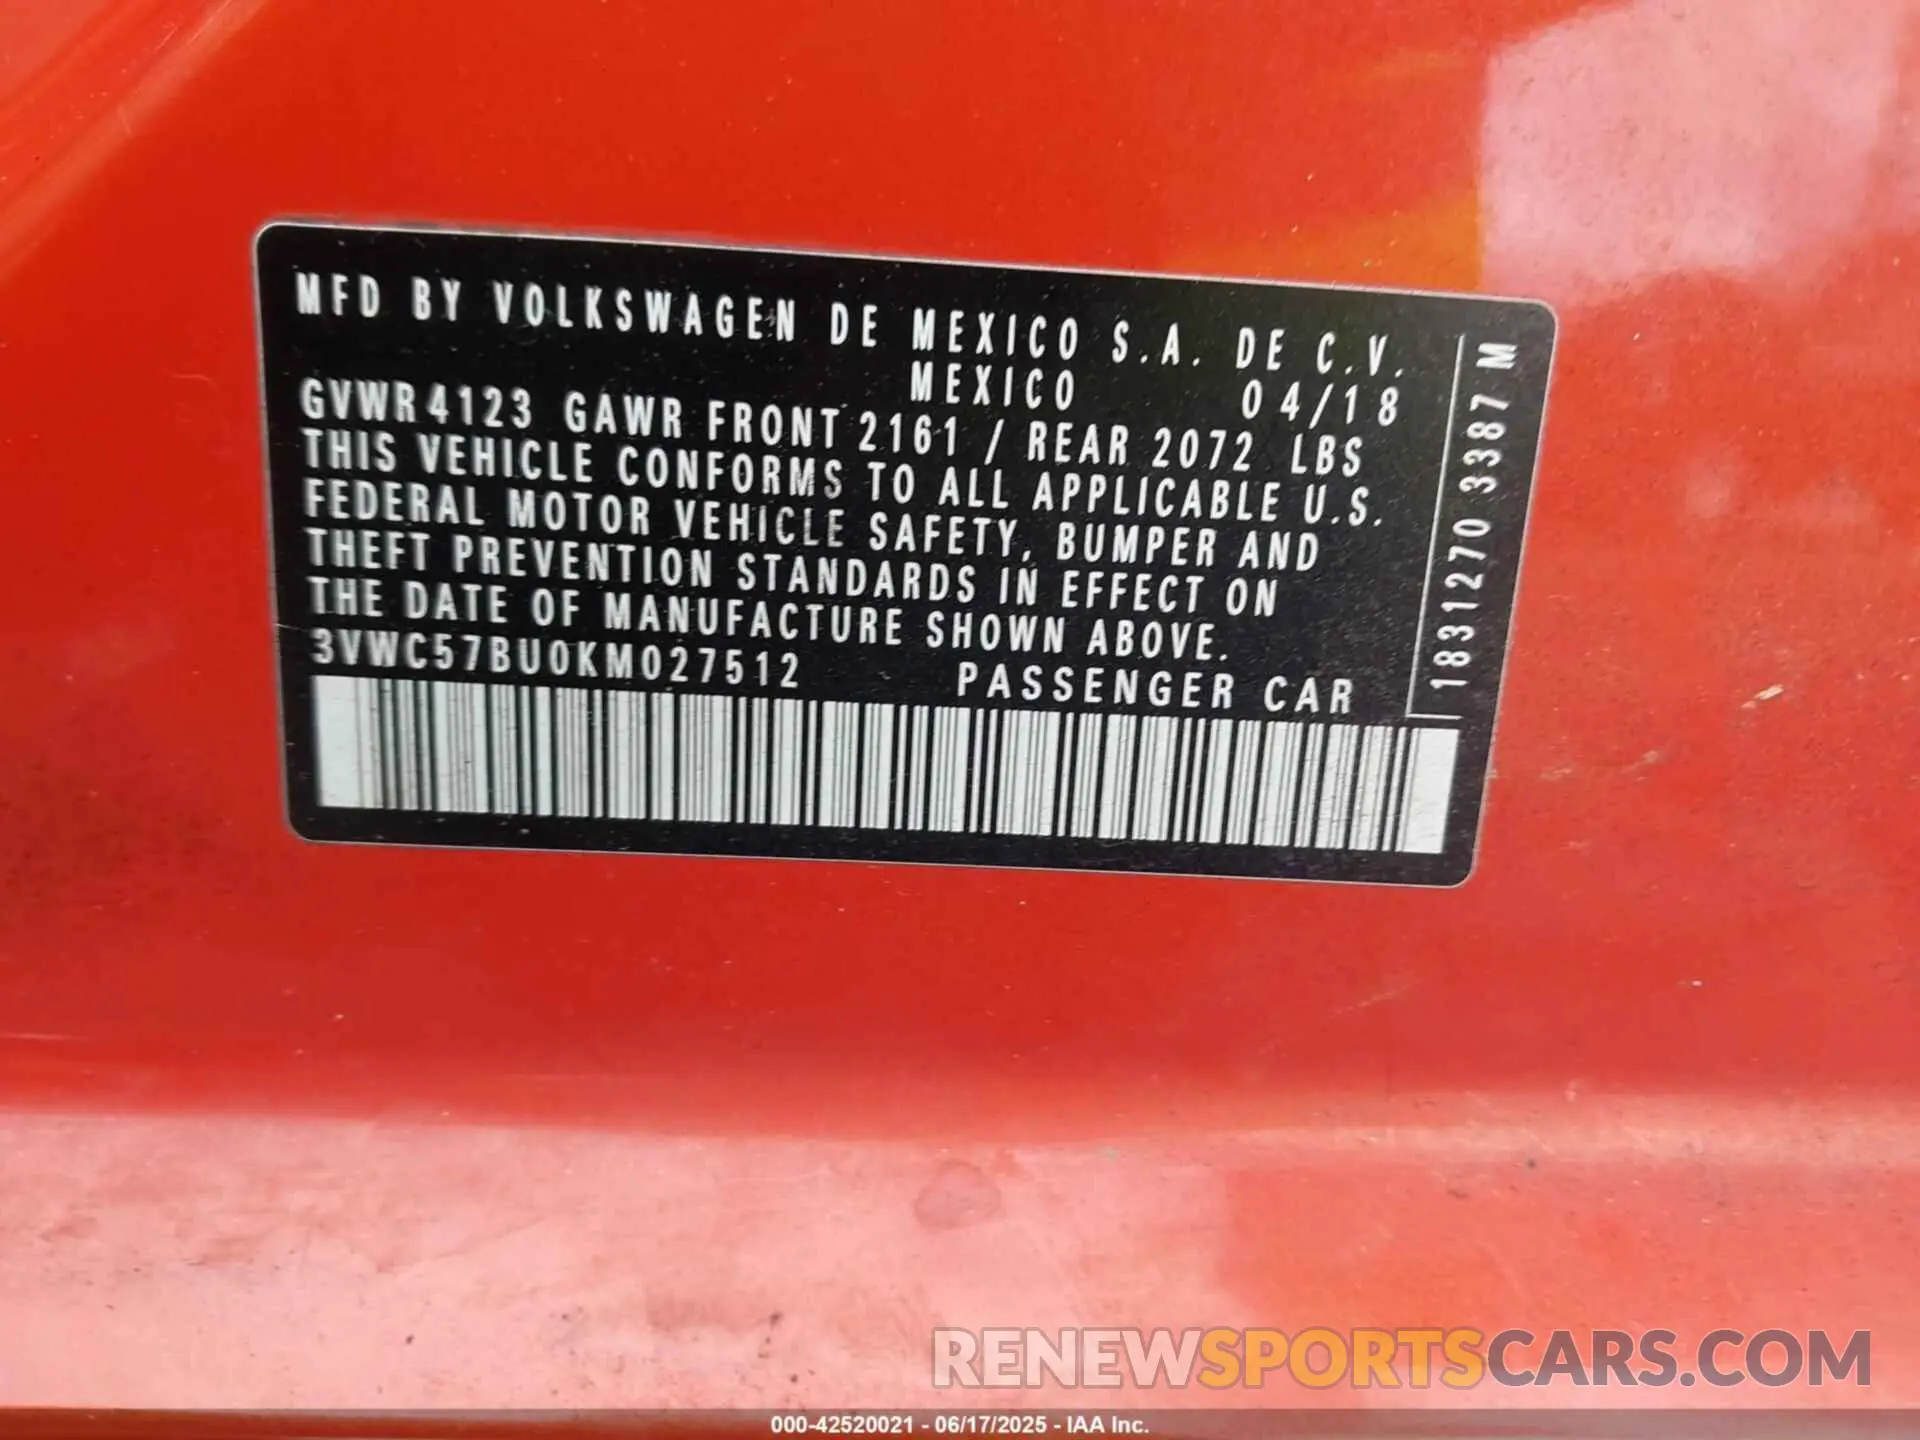 MFD BY VOLKSWAGEN DE MEXICO S.A. DE C.V.
MEXICO 04/18
GVWR 4123 GAWR FRONT 2161 / REAR 2072 LBS
THIS VEHICLE CONFORMS TO ALL APPLICABLE U.S.
FEDERAL MOTOR VEHICLE SAFETY, BUMPER AND
THEFT PREVENTION STANDARDS IN EFFECT ON
THE DATE OF MANUFACTURE SHOWN ABOVE.
3VWC57BU0KM027512 PASSENGER CAR
1831270 3387 M
RENEWSPORTSCARS.COM
000-42520021 - 06/17/2025 - IAA Inc.